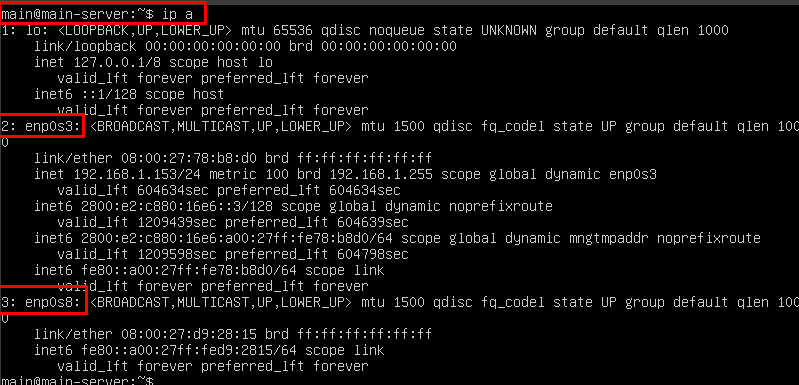 main@main-server:~$ ip a
1: lo: <LOOPBACK,UP,LOWER_UP> mtu 65536 qdisc noqueue state UNKNOWN group default qlen 1000
    link/loopback 00:00:00:00:00:00 brd 00:00:00:00:00:00
    inet 127.0.0.1/8 scope host lo
       valid_lft forever preferred_lft forever
    inet6 ::1/128 scope host
       valid_lft forever preferred_lft forever
2: enp0s3: <BROADCAST,MULTICAST,UP,LOWER_UP> mtu 1500 qdisc fq_codel state UP group default qlen 100
0
    link/ether 08:00:27:78:b8:d0 brd ff:ff:ff:ff:ff:ff
    inet 192.168.1.153/24 metric 100 brd 192.168.1.255 scope global dynamic enp0s3
       valid_lft 604634sec preferred_lft 604634sec
    inet6 2800:e2:c880:16e6::3/128 scope global dynamic noprefixroute
       valid_lft 1209439sec preferred_lft 604639sec
    inet6 2800:e2:c880:16e6:a00:27ff:fe78:b8d0/64 scope global dynamic mngtmpaddr noprefixroute
       valid_lft 1209598sec preferred_lft 604798sec
    inet6 fe80::a00:27ff:fe78:b8d0/64 scope link
       valid_lft forever preferred_lft forever
3: enp0s8: <BROADCAST,MULTICAST,UP,LOWER_UP> mtu 1500 qdisc fq_codel state UP group default qlen 100
0
    link/ether 08:00:27:d9:28:15 brd ff:ff:ff:ff:ff:ff
    inet6 fe80::a00:27ff:fed9:2815/64 scope link
       valid_lft forever preferred_lft forever
main@main-server:~$